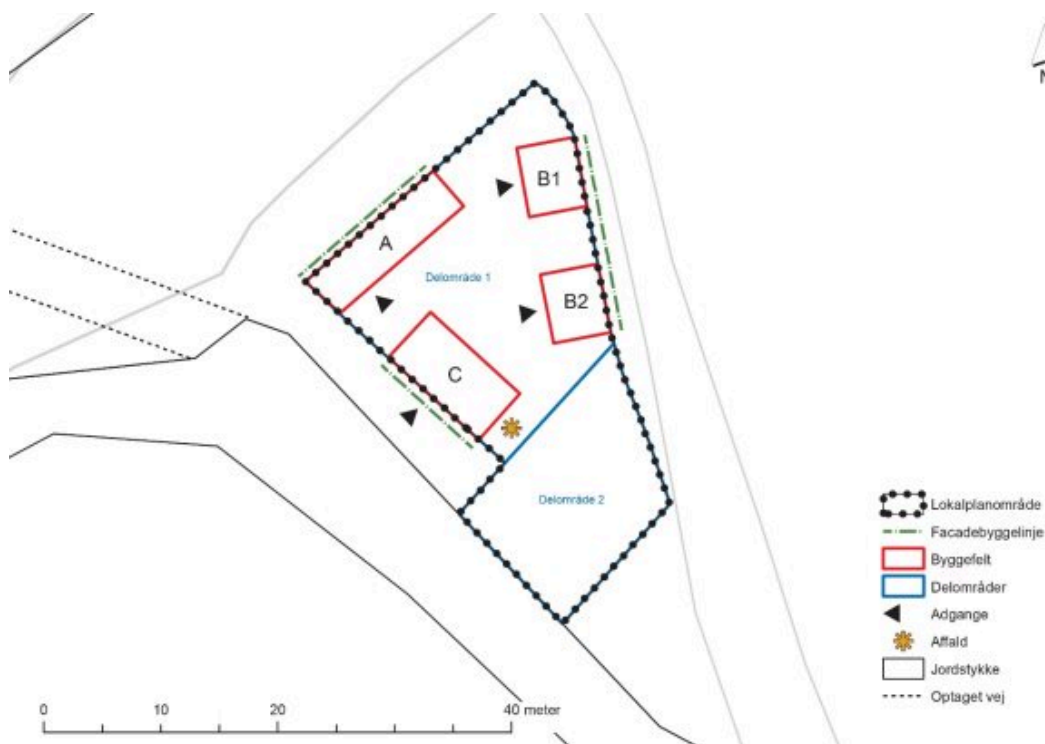 N
B1
A
Delområde 1
B2
C
Delområde 2
Lokalplanområde
Facadebyggelinje
Byggefelt
Delområder
Adgange
Affald
Jordstykke
Optaget vej
0 10 20 40 meter